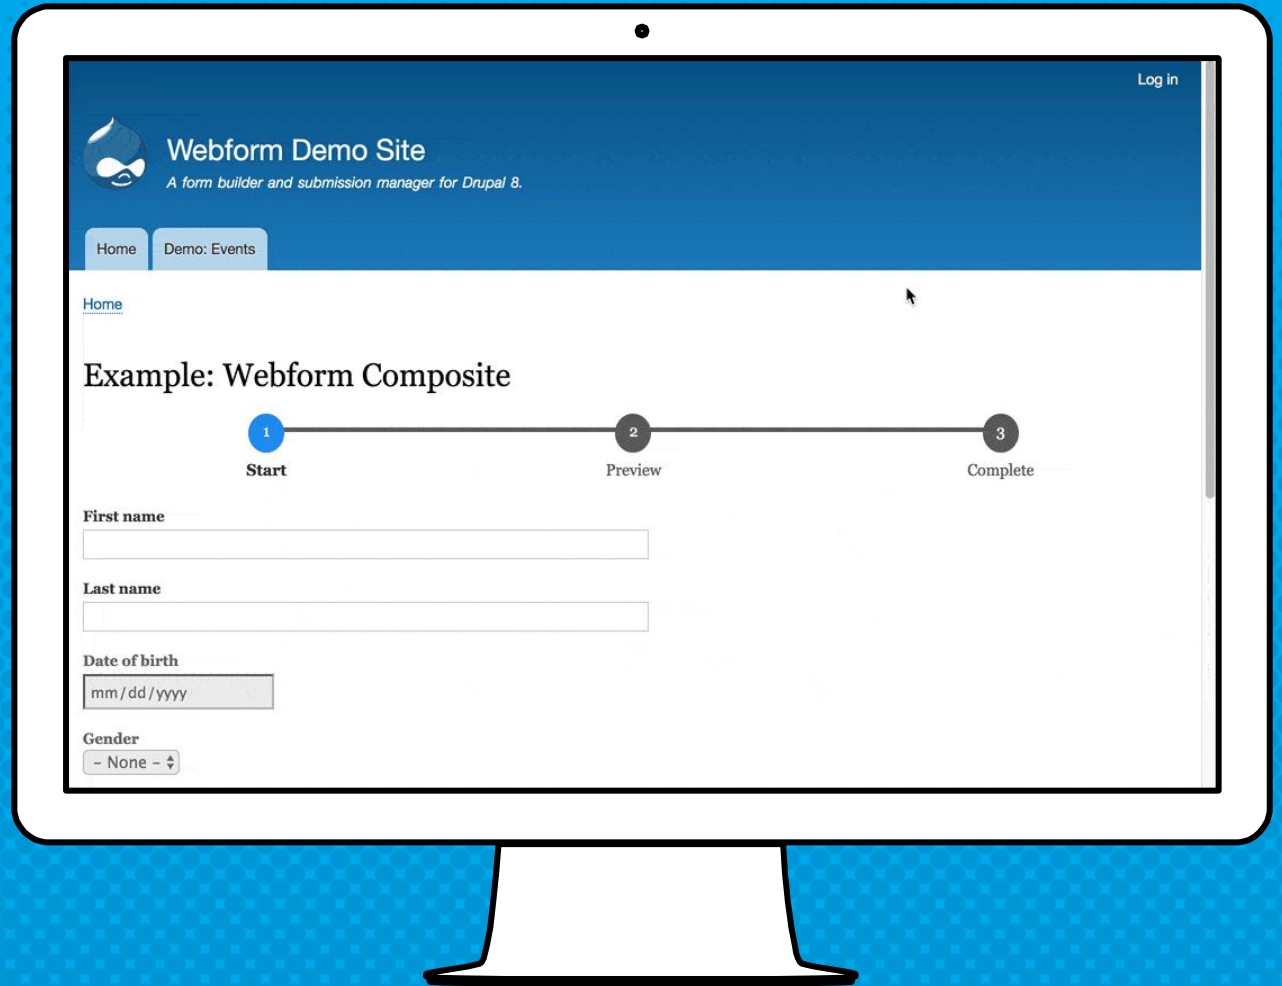 Log in
Webform Demo Site
A form builder and submission manager for Drupal 8.
Home
Demo: Events
Home
Example: Webform Composite
1
2
3
Start
Preview
Complete
First name
Last name
Date of birth
mm/dd/yyyy
Gender
- None -